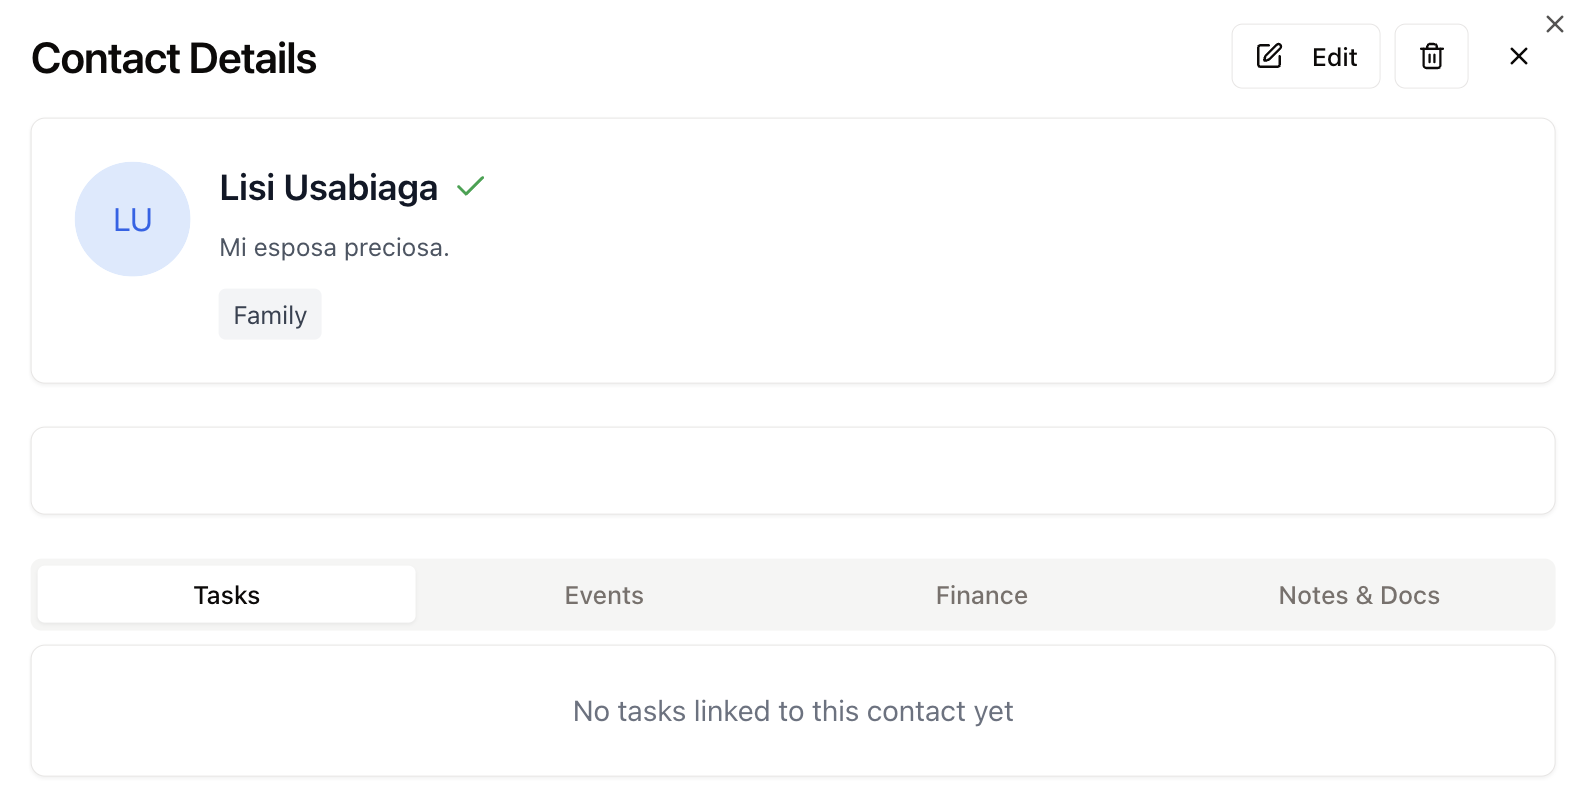 Contact Details
Edit
LU
Lisi Usabiaga
Mi esposa preciosa.
Family
Tasks
Events
Finance
Notes & Docs
No tasks linked to this contact yet